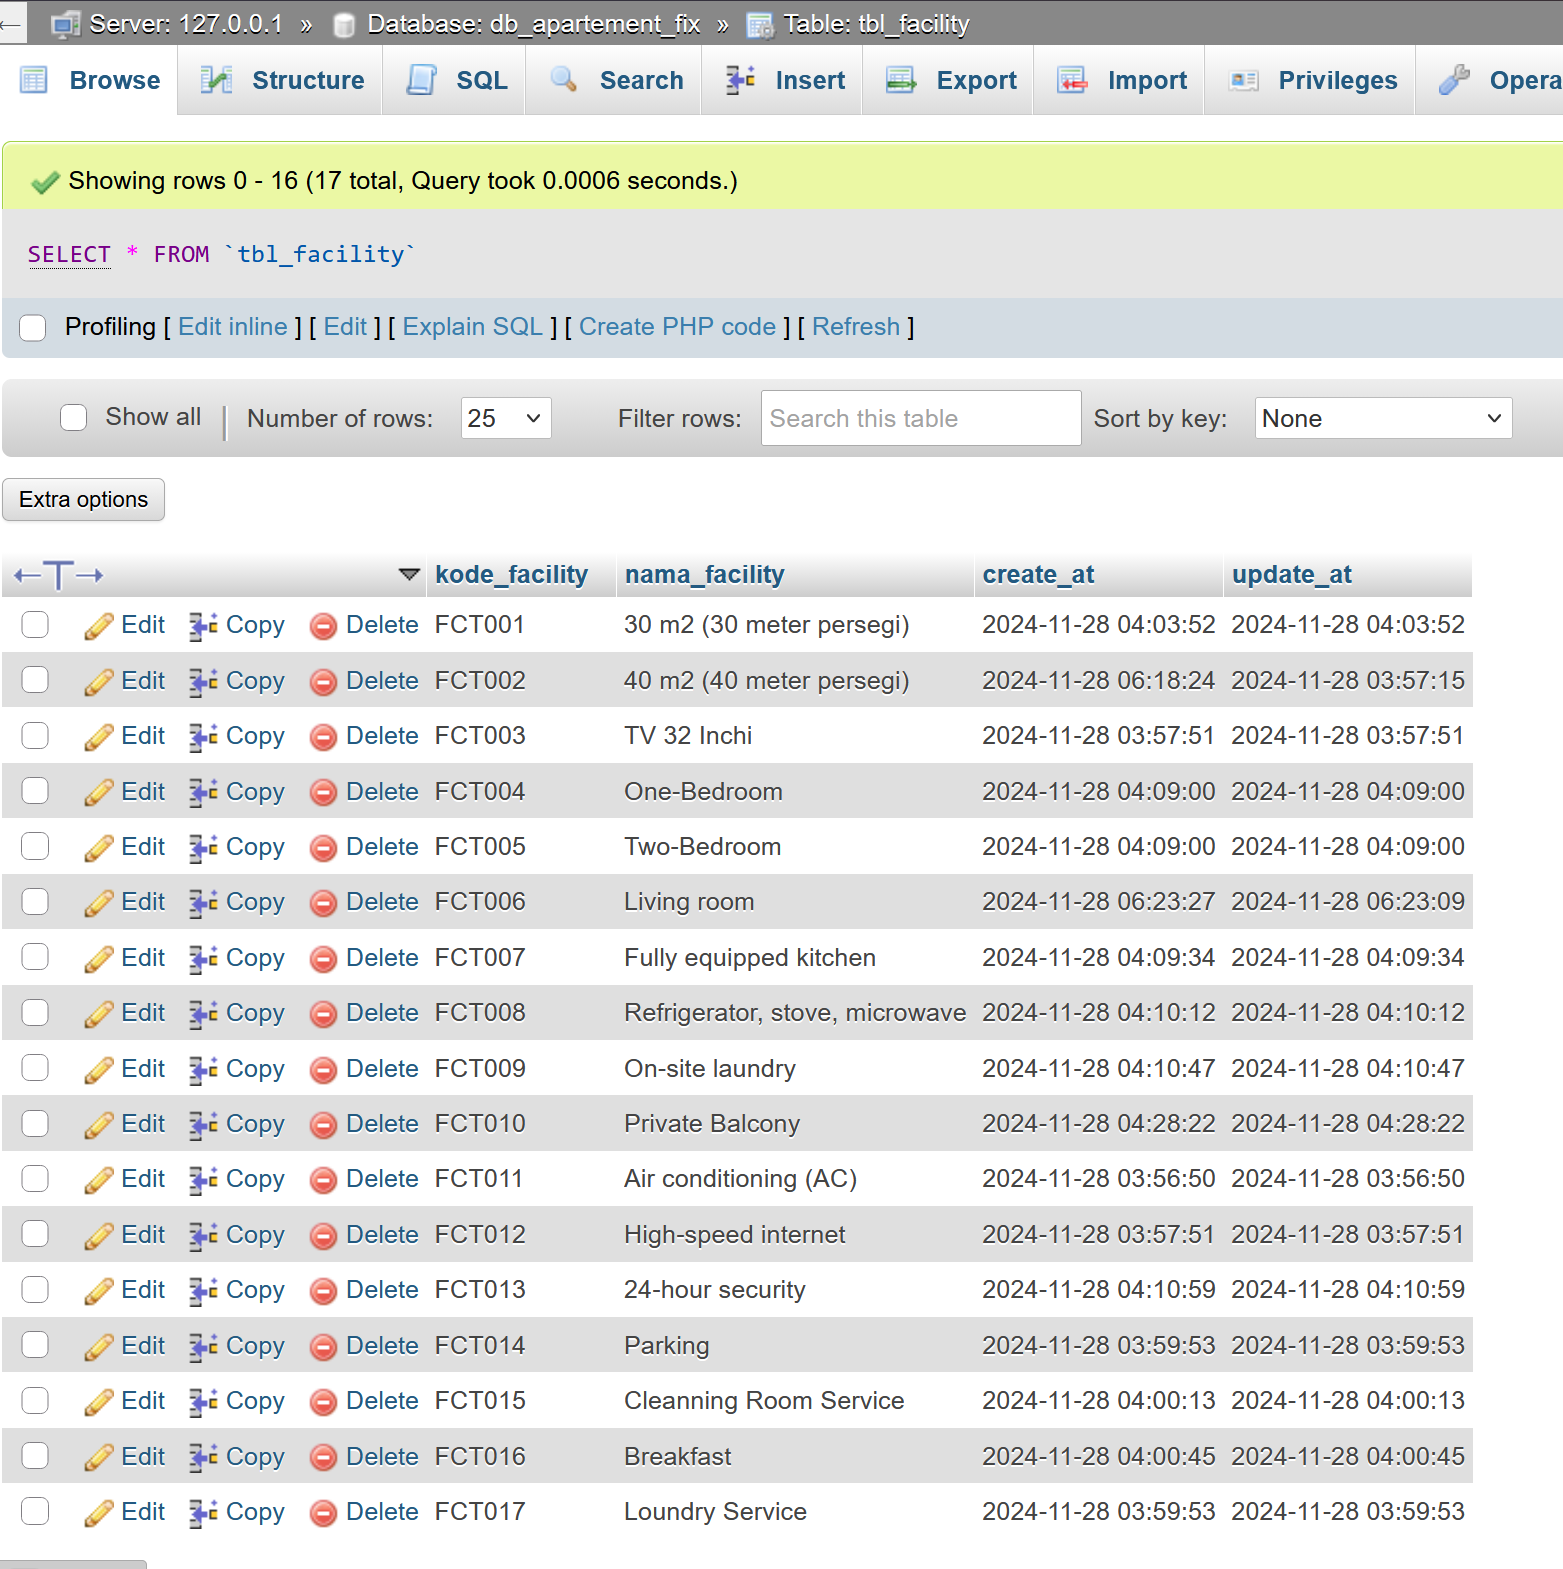 Server: 127.0.0.1 » Database: db_apartement_fix » Table: tbl_facility
Browse Structure SQL Search Insert Export Import Privileges Opera
Showing rows 0 - 16 (17 total, Query took 0.0006 seconds.)
SELECT * FROM `tbl_facility`
Profiling [ Edit inline ] [ Edit ] [ Explain SQL ] [ Create PHP code ] [ Refresh ]
Show all | Number of rows: 25 Filter rows: Search this table Sort by key: None
Extra options
←T→ kode_facility nama_facility create_at update_at
Edit Copy Delete FCT001 30 m2 (30 meter persegi) 2024-11-28 04:03:52 2024-11-28 04:03:52
Edit Copy Delete FCT002 40 m2 (40 meter persegi) 2024-11-28 06:18:24 2024-11-28 03:57:15
Edit Copy Delete FCT003 TV 32 Inchi 2024-11-28 03:57:51 2024-11-28 03:57:51
Edit Copy Delete FCT004 One-Bedroom 2024-11-28 04:09:00 2024-11-28 04:09:00
Edit Copy Delete FCT005 Two-Bedroom 2024-11-28 04:09:00 2024-11-28 04:09:00
Edit Copy Delete FCT006 Living room 2024-11-28 06:23:27 2024-11-28 06:23:09
Edit Copy Delete FCT007 Fully equipped kitchen 2024-11-28 04:09:34 2024-11-28 04:09:34
Edit Copy Delete FCT008 Refrigerator, stove, microwave 2024-11-28 04:10:12 2024-11-28 04:10:12
Edit Copy Delete FCT009 On-site laundry 2024-11-28 04:10:47 2024-11-28 04:10:47
Edit Copy Delete FCT010 Private Balcony 2024-11-28 04:28:22 2024-11-28 04:28:22
Edit Copy Delete FCT011 Air conditioning (AC) 2024-11-28 03:56:50 2024-11-28 03:56:50
Edit Copy Delete FCT012 High-speed internet 2024-11-28 03:57:51 2024-11-28 03:57:51
Edit Copy Delete FCT013 24-hour security 2024-11-28 04:10:59 2024-11-28 04:10:59
Edit Copy Delete FCT014 Parking 2024-11-28 03:59:53 2024-11-28 03:59:53
Edit Copy Delete FCT015 Cleanning Room Service 2024-11-28 04:00:13 2024-11-28 04:00:13
Edit Copy Delete FCT016 Breakfast 2024-11-28 04:00:45 2024-11-28 04:00:45
Edit Copy Delete FCT017 Loundry Service 2024-11-28 03:59:53 2024-11-28 03:59:53